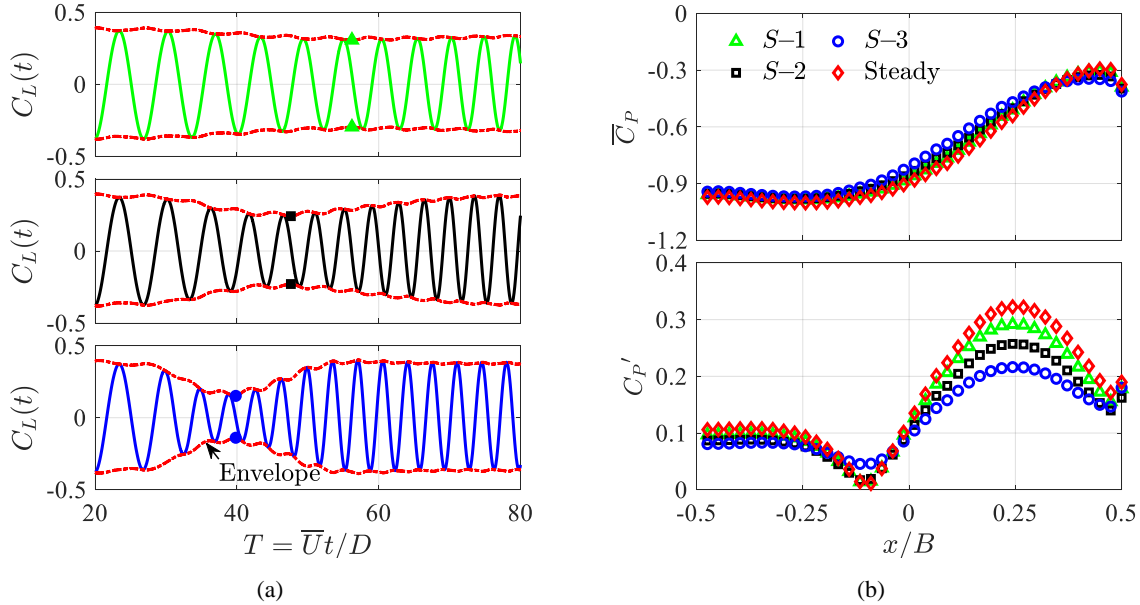 0.5
C_L(t)
0
-0.5
0.5
C_L(t)
0
-0.5
0.5
C_L(t)
0
Envelope
-0.5
20
40
60
80
T = U̅t/D
(a)
0
S−1
S−3
S−2
Steady
-0.3
C̅_P
-0.6
-0.9
-1.2
0.4
0.3
C_P′
0.2
0.1
0
-0.5
-0.25
0
0.25
0.5
x/B
(b)